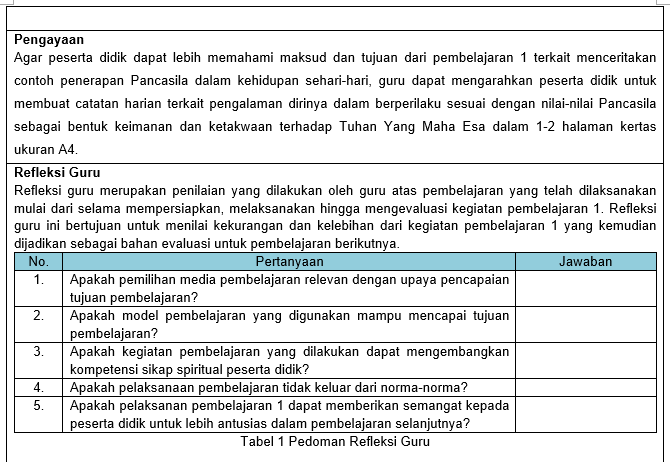 Pengayaan
Agar peserta didik dapat lebih memahami maksud dan tujuan dari pembelajaran 1 terkait menceritakan
contoh penerapan Pancasila dalam kehidupan sehari-hari, guru dapat mengarahkan peserta didik untuk
membuat catatan harian terkait pengalaman dirinya dalam berperilaku sesuai dengan nilai-nilai Pancasila
sebagai bentuk keimanan dan ketakwaan terhadap Tuhan Yang Maha Esa dalam 1-2 halaman kertas
ukuran A4.
Refleksi Guru
Refleksi guru merupakan penilaian yang dilakukan oleh guru atas pembelajaran yang telah dilaksanakan
mulai dari selama mempersiapkan, melaksanakan hingga mengevaluasi kegiatan pembelajaran 1. Refleksi
guru ini bertujuan untuk menilai kekurangan dan kelebihan dari kegiatan pembelajaran 1 yang kemudian
dijadikan sebagai bahan evaluasi untuk pembelajaran berikutnya.
No. Pertanyaan Jawaban
1. Apakah pemilihan media pembelajaran relevan dengan upaya pencapaian
tujuan pembelajaran?
2. Apakah model pembelajaran yang digunakan mampu mencapai tujuan
pembelajaran?
3. Apakah kegiatan pembelajaran yang dilakukan dapat mengembangkan
kompetensi sikap spiritual peserta didik?
4. Apakah pelaksanaan pembelajaran tidak keluar dari norma-norma?
5. Apakah pelaksanan pembelajaran 1 dapat memberikan semangat kepada
peserta didik untuk lebih antusias dalam pembelajaran selanjutnya?
Tabel 1 Pedoman Refleksi Guru